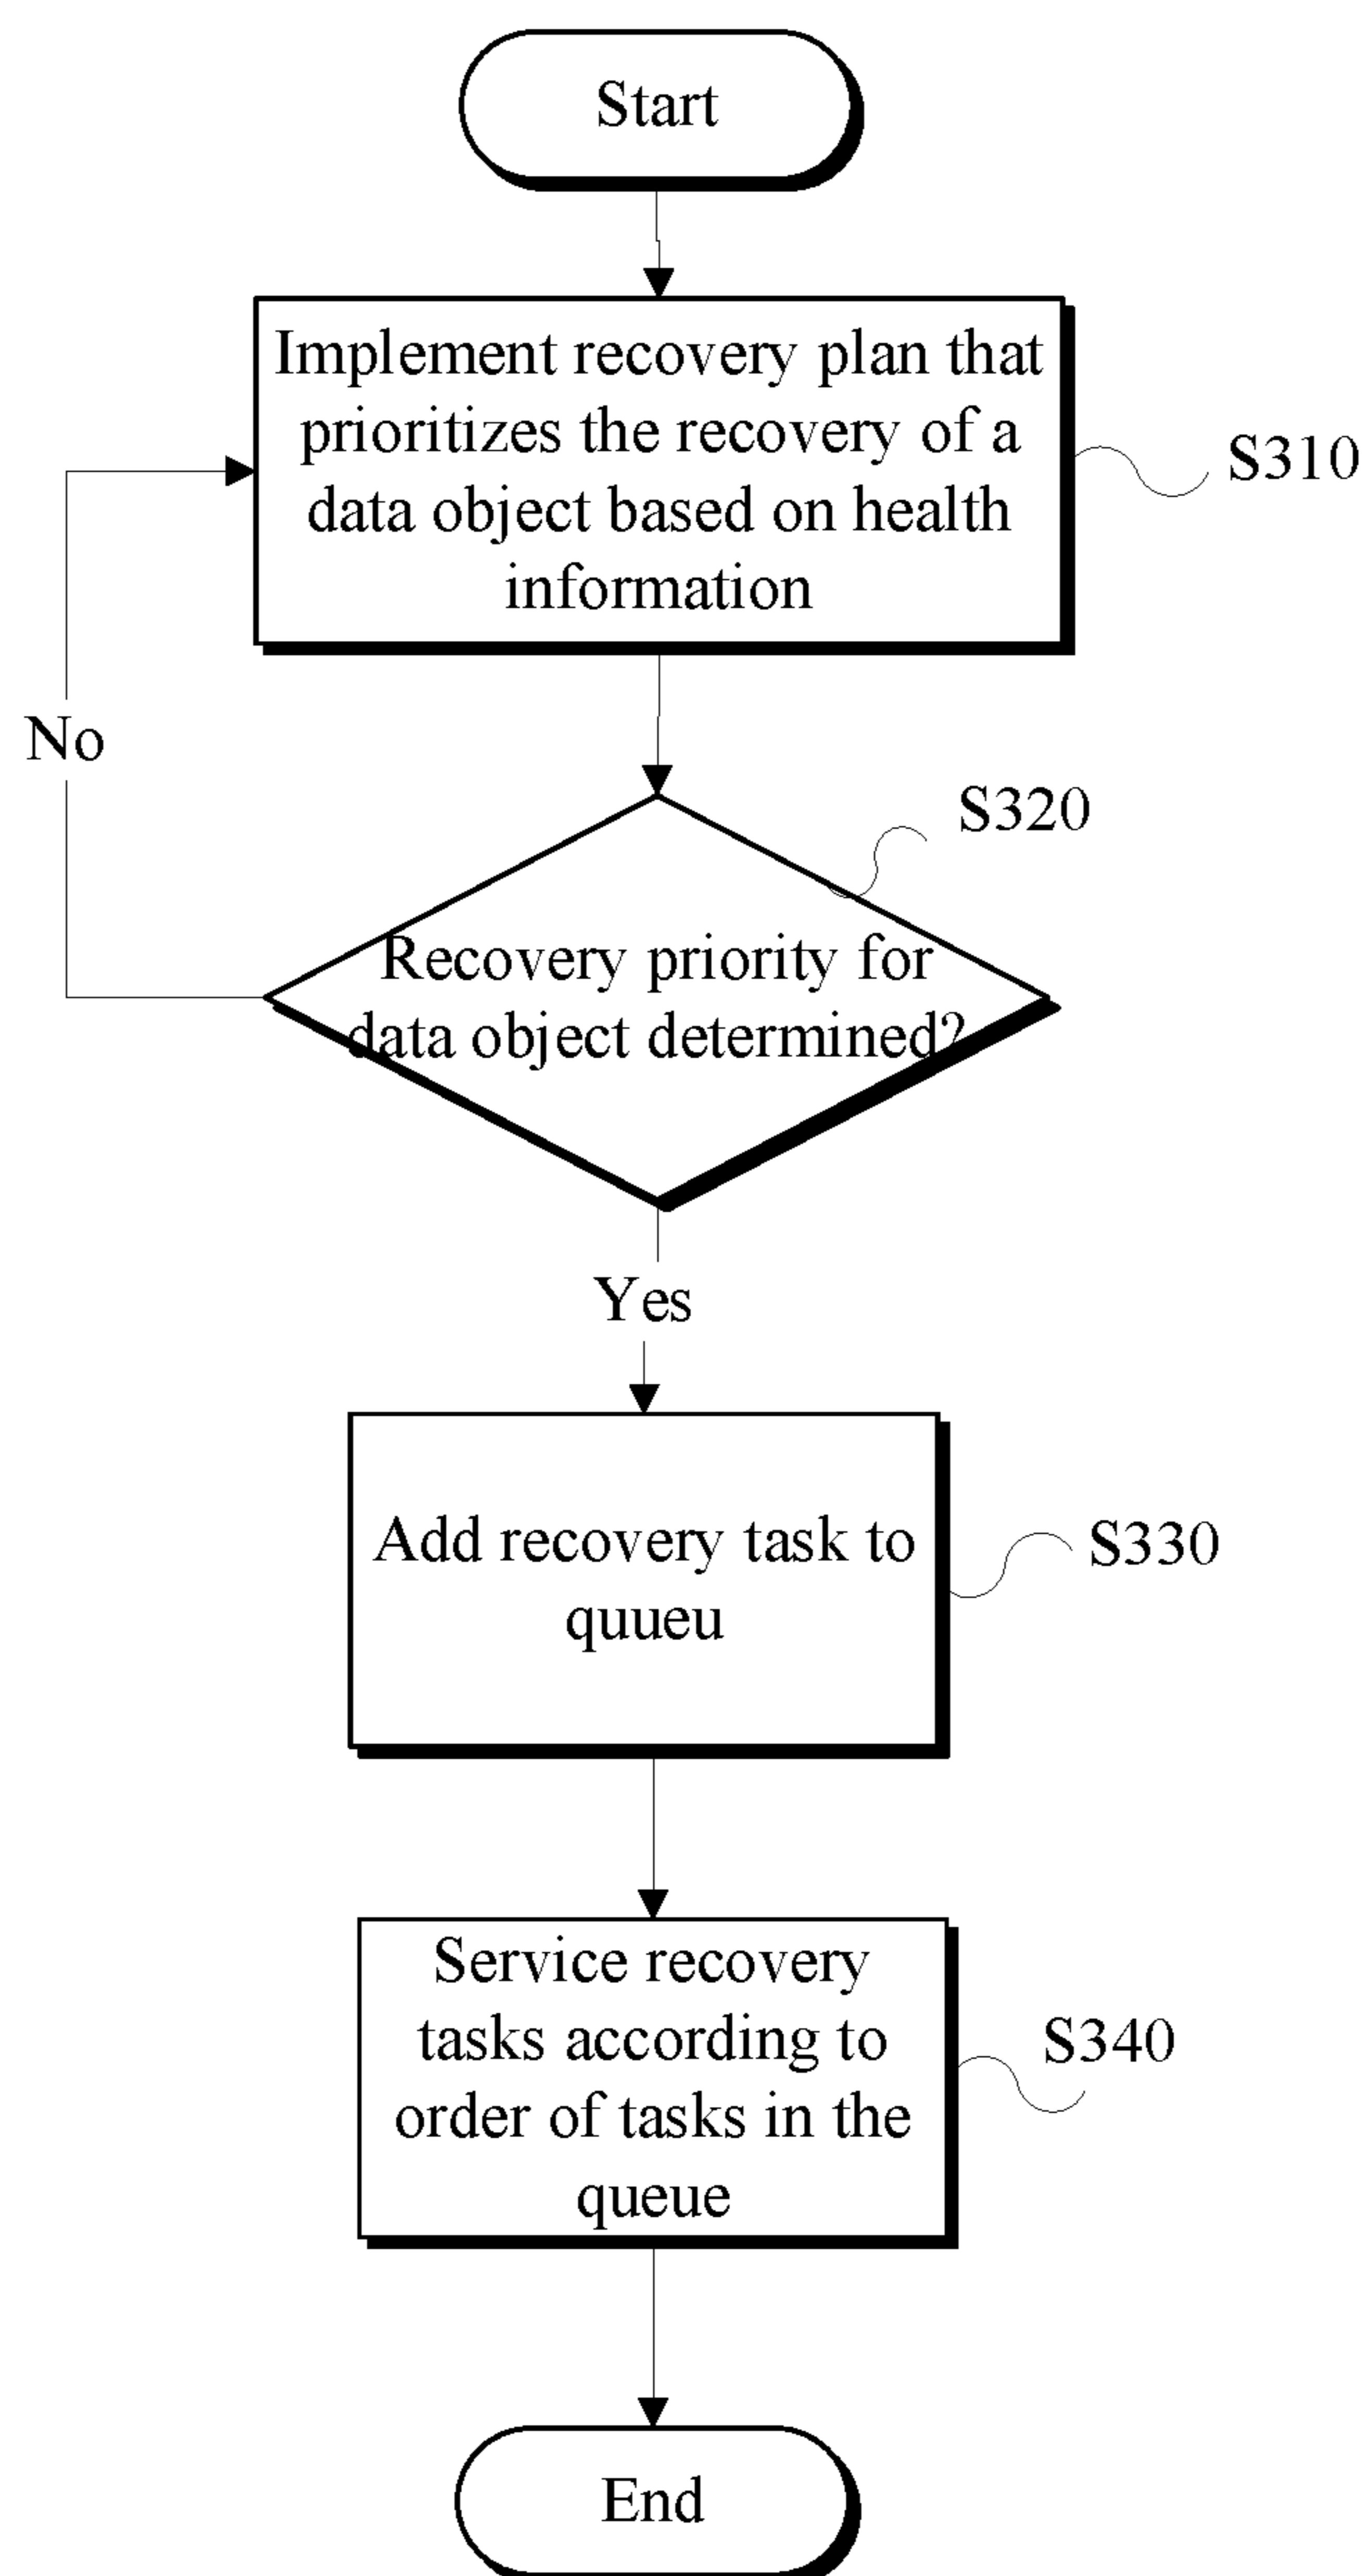 Start
Implement recovery plan that
prioritizes the recovery of a
data object based on health
information
S310
No
S320
Recovery priority for
data object determined?
Yes
Add recovery task to
quueu
S330
Service recovery
tasks according to
order of tasks in the
queue
S340
End